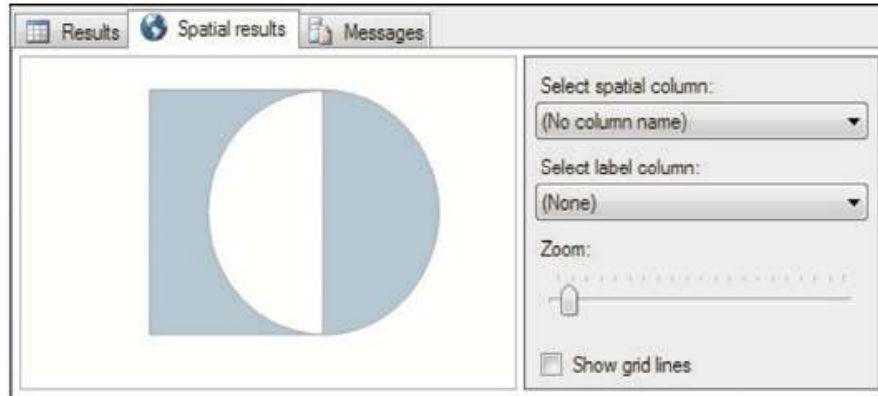 Results Spatial results Messages
Select spatial column:
(No column name)
Select label column:
(None)
Zoom:
Show grid lines